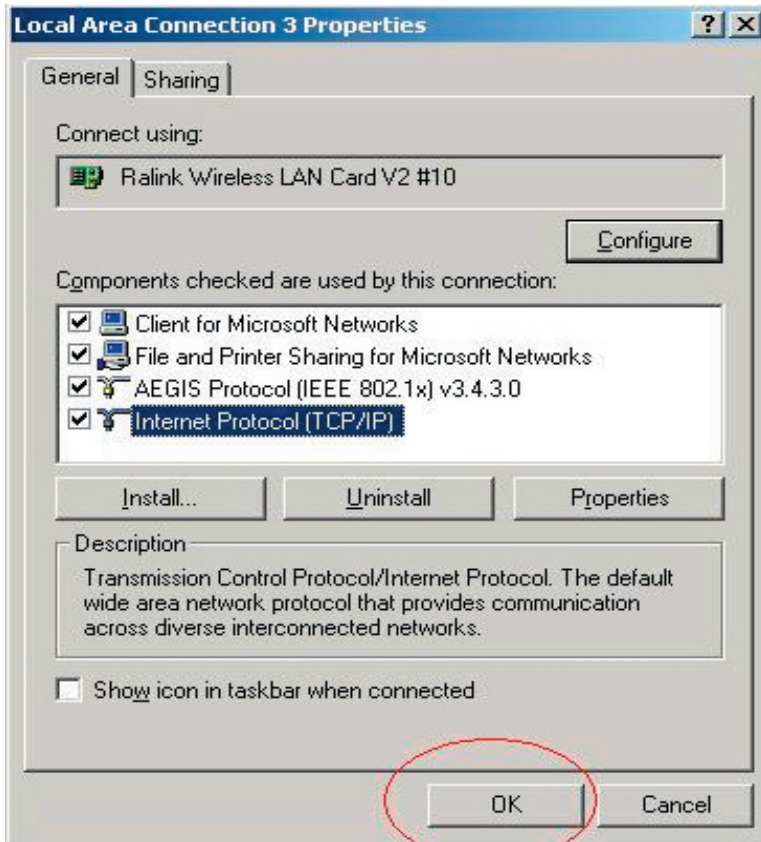 Local Area Connection 3 Properties
General
Sharing
Connect using:
Ralink Wireless LAN Card V2 #10
Configure
Components checked are used by this connection:
Client for Microsoft Networks
File and Printer Sharing for Microsoft Networks
AEGIS Protocol (IEEE 802.1x) v3.4.3.0
Internet Protocol (TCP/IP)
Install...
Uninstall
Properties
Description
Transmission Control Protocol/Internet Protocol. The default
wide area network protocol that provides communication
across diverse interconnected networks.
Show icon in taskbar when connected
OK
Cancel